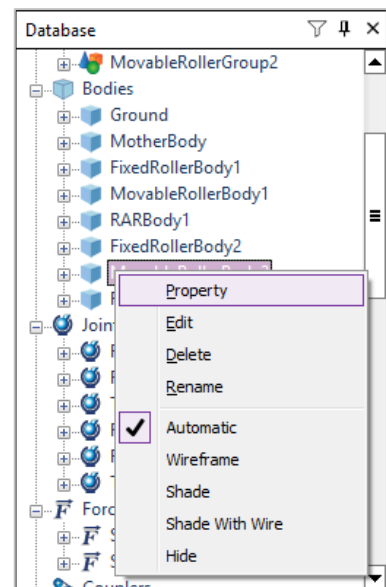 Database
MovableRollerGroup2
Bodies
Ground
MotherBody
FixedRollerBody1
MovableRollerBody1
RARBody1
FixedRollerBody2
Property
Edit
Delete
Rename
Automatic
Wireframe
Shade
Shade With Wire
Hide